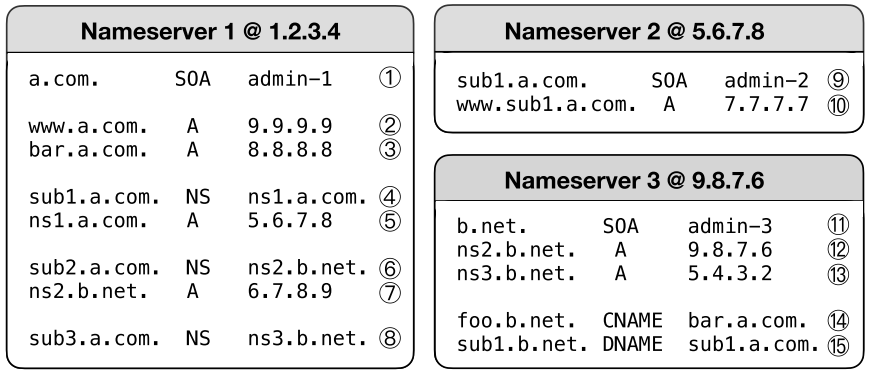 Nameserver 1 @ 1.2.3.4
a.com. SOA admin-1 ①
www.a.com. A 9.9.9.9 ②
bar.a.com. A 8.8.8.8 ③
sub1.a.com. NS ns1.a.com. ④
ns1.a.com. A 5.6.7.8 ⑤
sub2.a.com. NS ns2.b.net. ⑥
ns2.b.net. A 6.7.8.9 ⑦
sub3.a.com. NS ns3.b.net. ⑧
Nameserver 2 @ 5.6.7.8
sub1.a.com. SOA admin-2 ⑨
www.sub1.a.com. A 7.7.7.7 ⑩
Nameserver 3 @ 9.8.7.6
b.net. SOA admin-3 ⑪
ns2.b.net. A 9.8.7.6 ⑫
ns3.b.net. A 5.4.3.2 ⑬
foo.b.net. CNAME bar.a.com. ⑭
sub1.b.net. DNAME sub1.a.com. ⑮